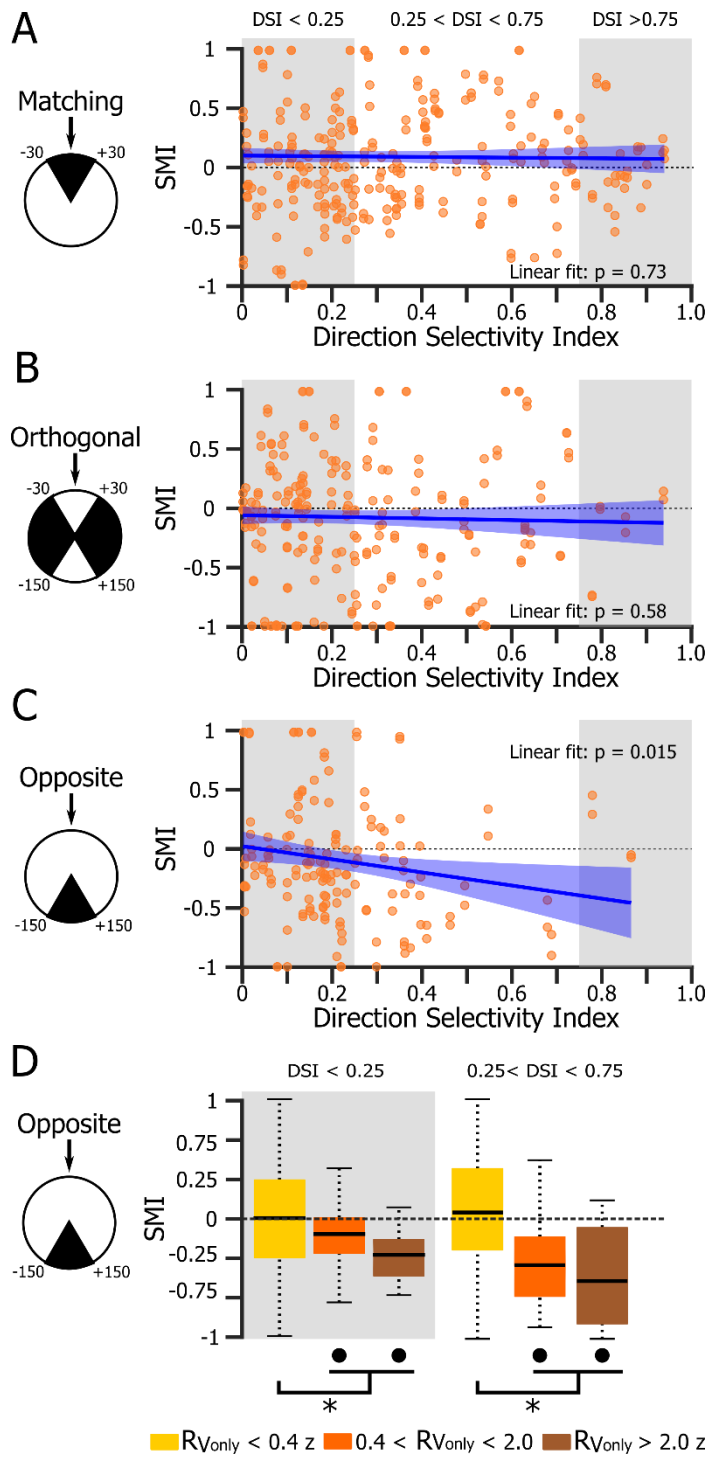 A
DSI < 0.25
0.25 < DSI < 0.75
DSI >0.75
Matching
-30
+30
SMI
1
0.5
0
-0.5
-1
Linear fit: p = 0.73
0
0.2
0.4
0.6
0.8
1.0
Direction Selectivity Index
B
Orthogonal
-30
+30
-150
+150
SMI
1
0.5
0
-0.5
-1
Linear fit: p = 0.58
0
0.2
0.4
0.6
0.8
1.0
Direction Selectivity Index
C
Opposite
-150
+150
SMI
1
0.5
0
-0.5
-1
Linear fit: p = 0.015
0
0.2
0.4
0.6
0.8
1.0
Direction Selectivity Index
D
DSI < 0.25
0.25< DSI < 0.75
Opposite
-150
+150
SMI
1
0.75
0.25
0
-0.25
-0.75
-1
*
*
RVonly < 0.4 z
0.4 < RVonly < 2.0
RVonly > 2.0 z